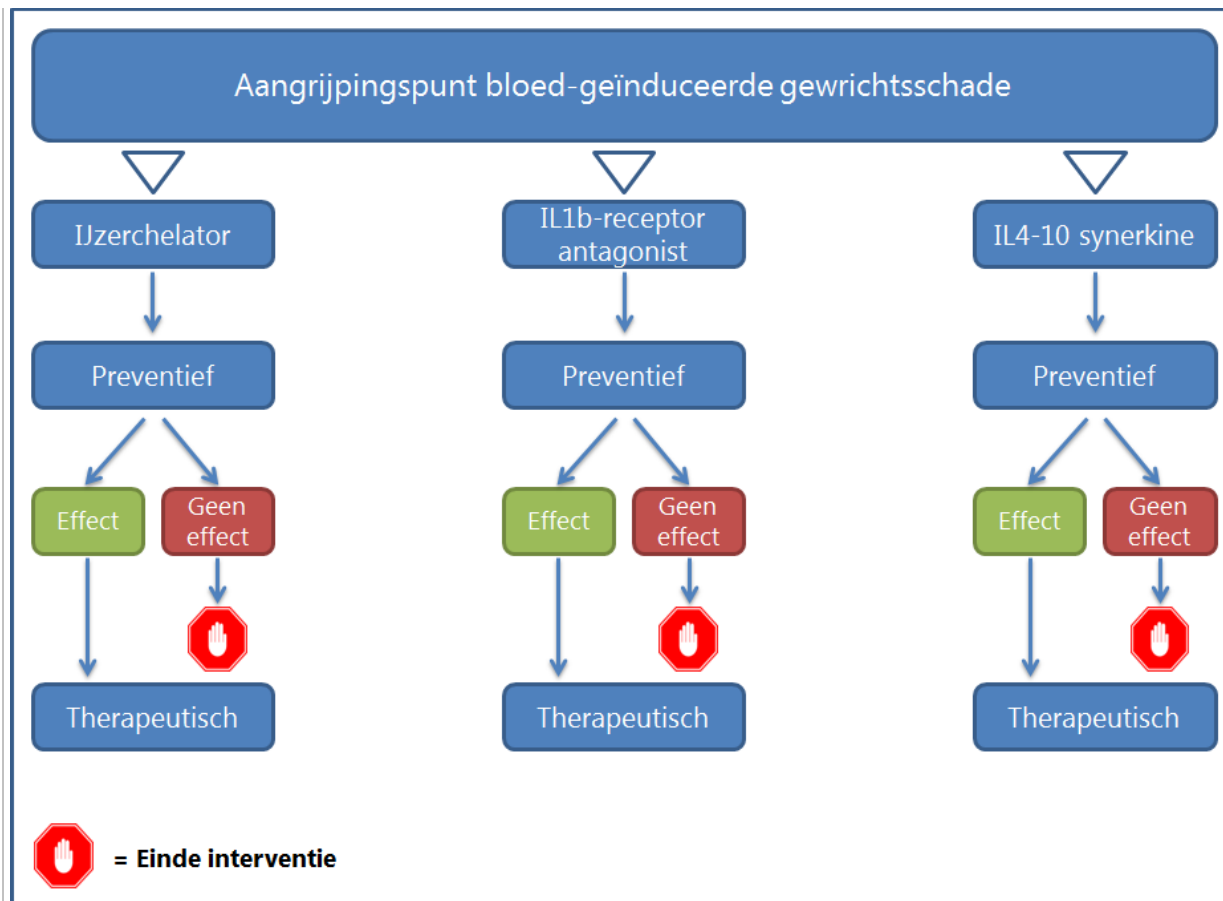 Aangrijpingspunt bloed-geïnduceerde gewrichtsschade
IJzerchelator
IL1b-receptor
antagonist
IL4-10 synerkine
Preventief
Preventief
Preventief
Effect
Geen
effect
Effect
Geen
effect
Effect
Geen
effect
Therapeutisch
Therapeutisch
Therapeutisch
= Einde interventie